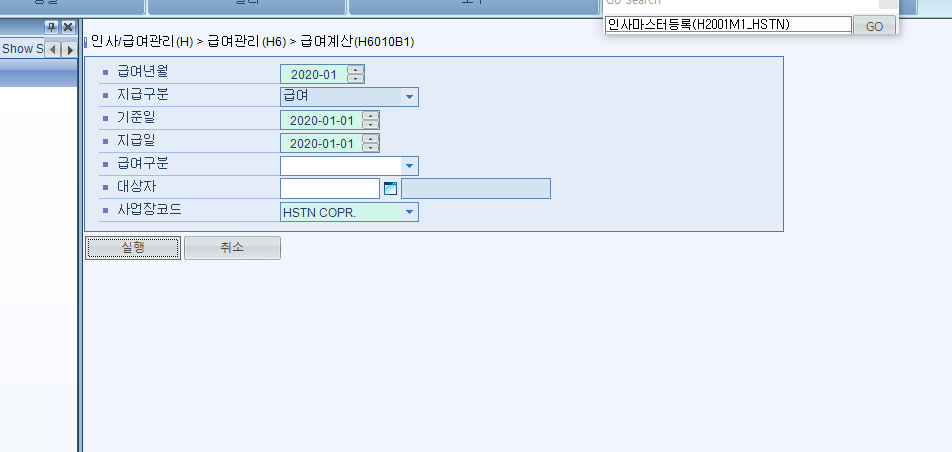 Go Search
인사마스터등록(H2001M1_HSTN)
GO
Show S
인사/급여관리(H) > 급여관리(H6) > 급여계산(H6010B1)
급여년월 2020-01
지급구분 급여
기준일 2020-01-01
지급일 2020-01-01
급여구분
대상자
사업장코드 HSTN COPR.
실행 취소